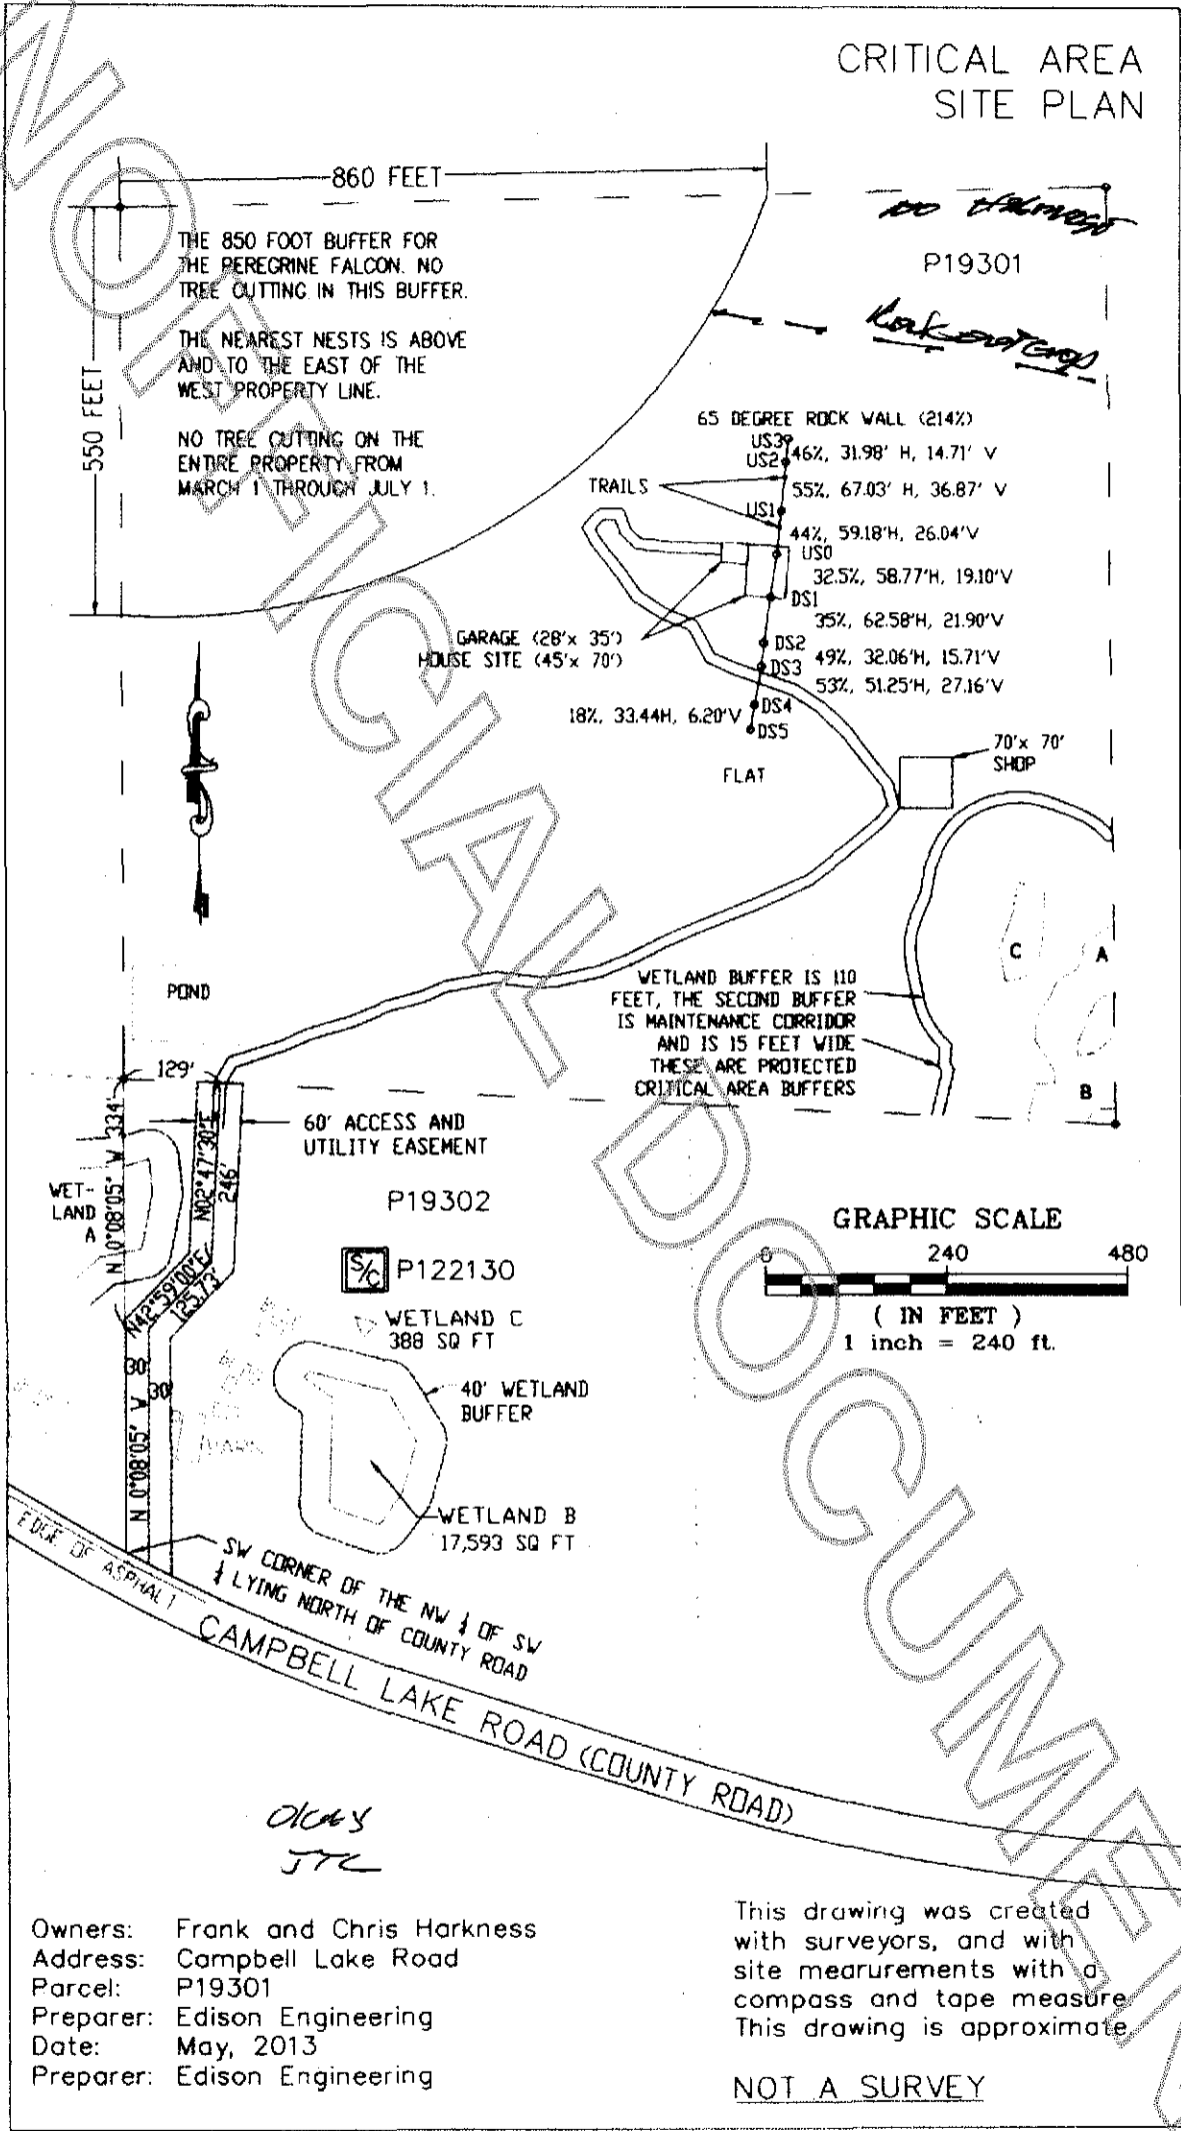 CRITICAL AREA
SITE PLAN
860 FEET
THE 850 FOOT BUFFER FOR
THE PEREGRINE FALCON. NO
TREE CUTTING IN THIS BUFFER.
THE NEAREST NESTS IS ABOVE
AND TO THE EAST OF THE
WEST PROPERTY LINE.
NO TREE CUTTING ON THE
ENTIRE PROPERTY FROM
MARCH 1 THROUGH JULY 1.
550 FEET
NO
P19301
Rock outcrop
65 DEGREE ROCK WALL (214%)
US3
US2
46%, 31.98' H, 14.71' V
TRAILS
55%, 67.03' H, 36.87' V
US1
44%, 59.18'H, 26.04'V
US0
32.5%, 58.77'H, 19.10'V
DS1
35%, 62.58'H, 21.90'V
GARAGE (28'x 35')
HOUSE SITE (45'x 70')
DS2
49%, 32.06'H, 15.71'V
DS3
53%, 51.25'H, 27.16'V
18%, 33.44H, 6.20'V
DS4
DS5
FLAT
70'x 70'
SHOP
C
A
B
WETLAND BUFFER IS 110
FEET, THE SECOND BUFFER
IS MAINTENANCE CORRIDOR
AND IS 15 FEET WIDE
THESE ARE PROTECTED
CRITICAL AREA BUFFERS
POND
129'
60' ACCESS AND
UTILITY EASEMENT
N 0°08'05" W 334'
N02°47'30"E
246'
WET-
LAND
A
P19302
S/C P122130
N42°59'00"E
125.73'
WETLAND C
388 SQ FT
30'
30'
N 0°08'05" W
BARN
40' WETLAND
BUFFER
WETLAND B
17,593 SQ FT
GRAPHIC SCALE
0 240 480
( IN FEET )
1 inch = 240 ft.
EDGE OF ASPHALT
SW CORNER OF THE NW ¼ OF SW
¼ LYING NORTH OF COUNTY ROAD
CAMPBELL LAKE ROAD (COUNTY ROAD)
Okay
JTC
Owners: Frank and Chris Harkness
Address: Campbell Lake Road
Parcel: P19301
Preparer: Edison Engineering
Date: May, 2013
Preparer: Edison Engineering
This drawing was created
with surveyors, and with
site mearurements with a
compass and tape measure
This drawing is approximate.
NOT A SURVEY
UNOFFICIAL DOCUMENT